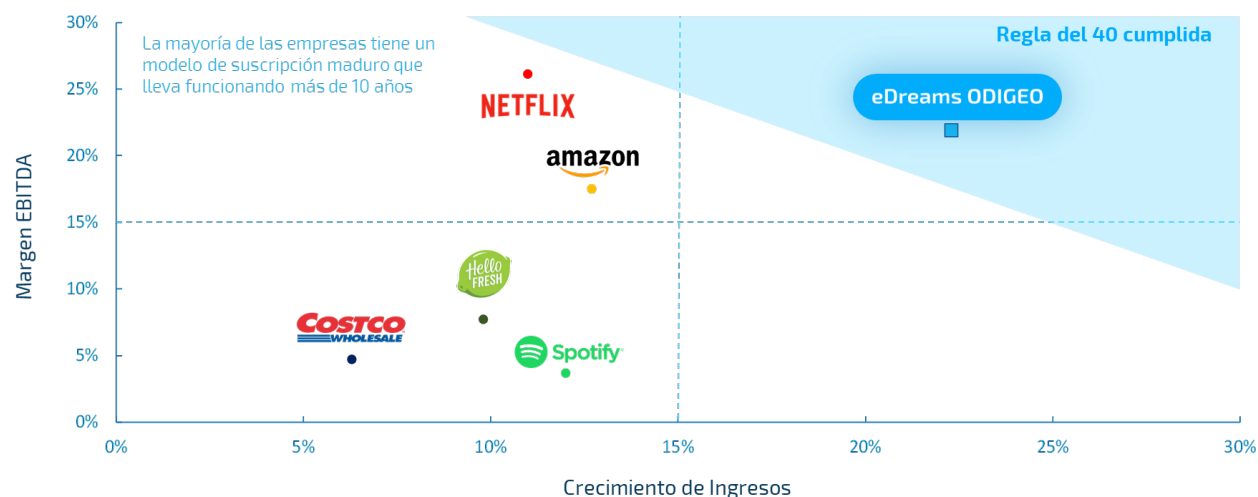 30%
La mayoría de las empresas tiene un
modelo de suscripción maduro que
lleva funcionando más de 10 años
Regla del 40 cumplida
25%
NETFLIX
eDreams ODIGEO
20%
amazon
Margen EBITDA
15%
Hello
FRESH
10%
COSTCO
WHOLESALE
Spotify
5%
0%
0%
5%
10%
15%
20%
25%
30%
Crecimiento de Ingresos